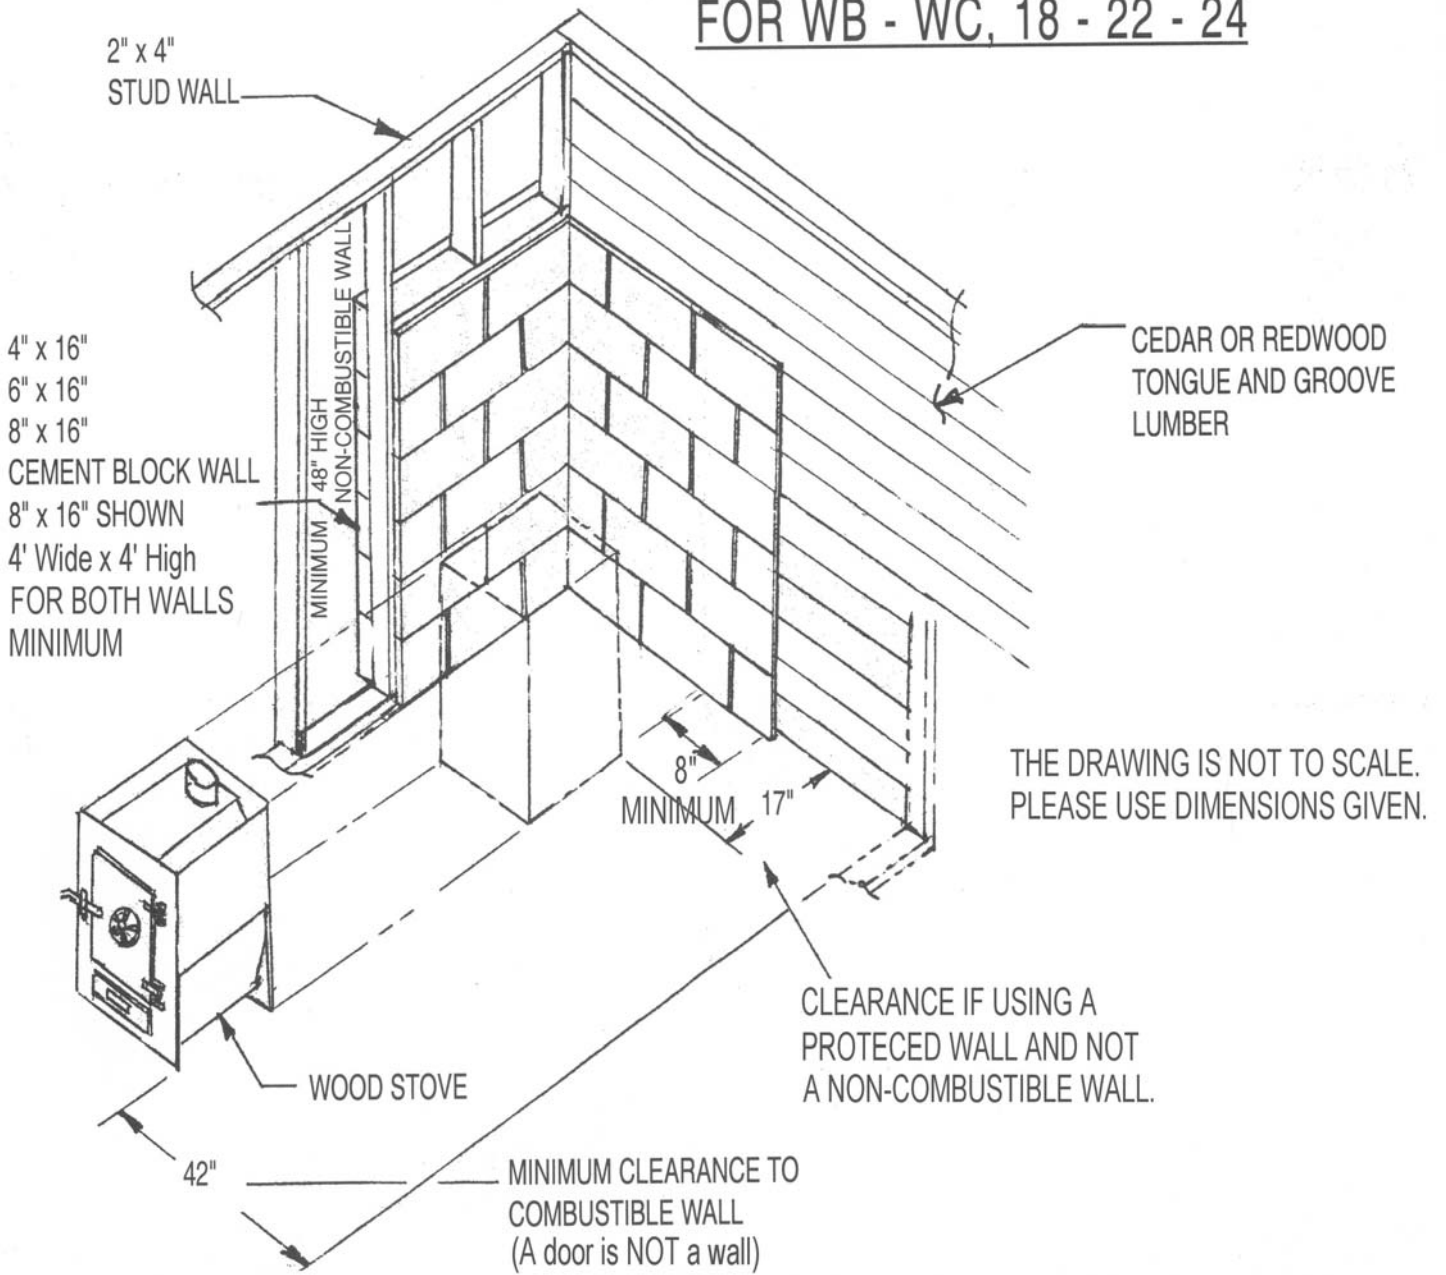 FOR WB - WC, 18 - 22 - 24
2" x 4"
STUD WALL
4" x 16"
6" x 16"
8" x 16"
CEMENT BLOCK WALL
8" x 16" SHOWN
4' Wide x 4' High
FOR BOTH WALLS
MINIMUM
MINIMUM 48" HIGH
NON-COMBUSTIBLE WALL
CEDAR OR REDWOOD
TONGUE AND GROOVE
LUMBER
THE DRAWING IS NOT TO SCALE.
PLEASE USE DIMENSIONS GIVEN.
8"
MINIMUM
17"
CLEARANCE IF USING A
PROTECED WALL AND NOT
A NON-COMBUSTIBLE WALL.
WOOD STOVE
42"
MINIMUM CLEARANCE TO
COMBUSTIBLE WALL
(A door is NOT a wall)